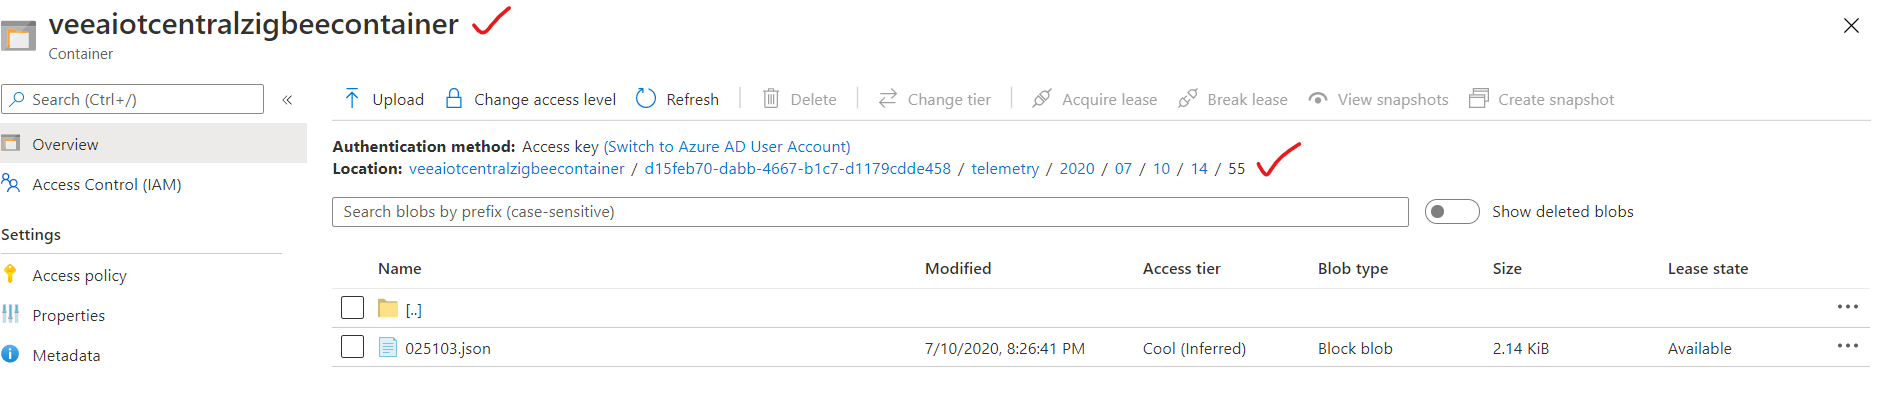 veeaiotcentralzigbeecontainer
Container
Search (Ctrl+/)
«
Upload
Change access level
Refresh
Delete
Change tier
Acquire lease
Break lease
View snapshots
Create snapshot
Overview
Access Control (IAM)
Settings
Access policy
Properties
Metadata
Authentication method: Access key (Switch to Azure AD User Account)
Location: veeaiotcentralzigbeecontainer / d15feb70-dabb-4667-b1c7-d1179cdde458 / telemetry / 2020 / 07 / 10 / 14 / 55
Search blobs by prefix (case-sensitive)
Show deleted blobs
Name Modified Access tier Blob type Size Lease state
[..]
025103.json 7/10/2020, 8:26:41 PM Cool (Inferred) Block blob 2.14 KiB Available